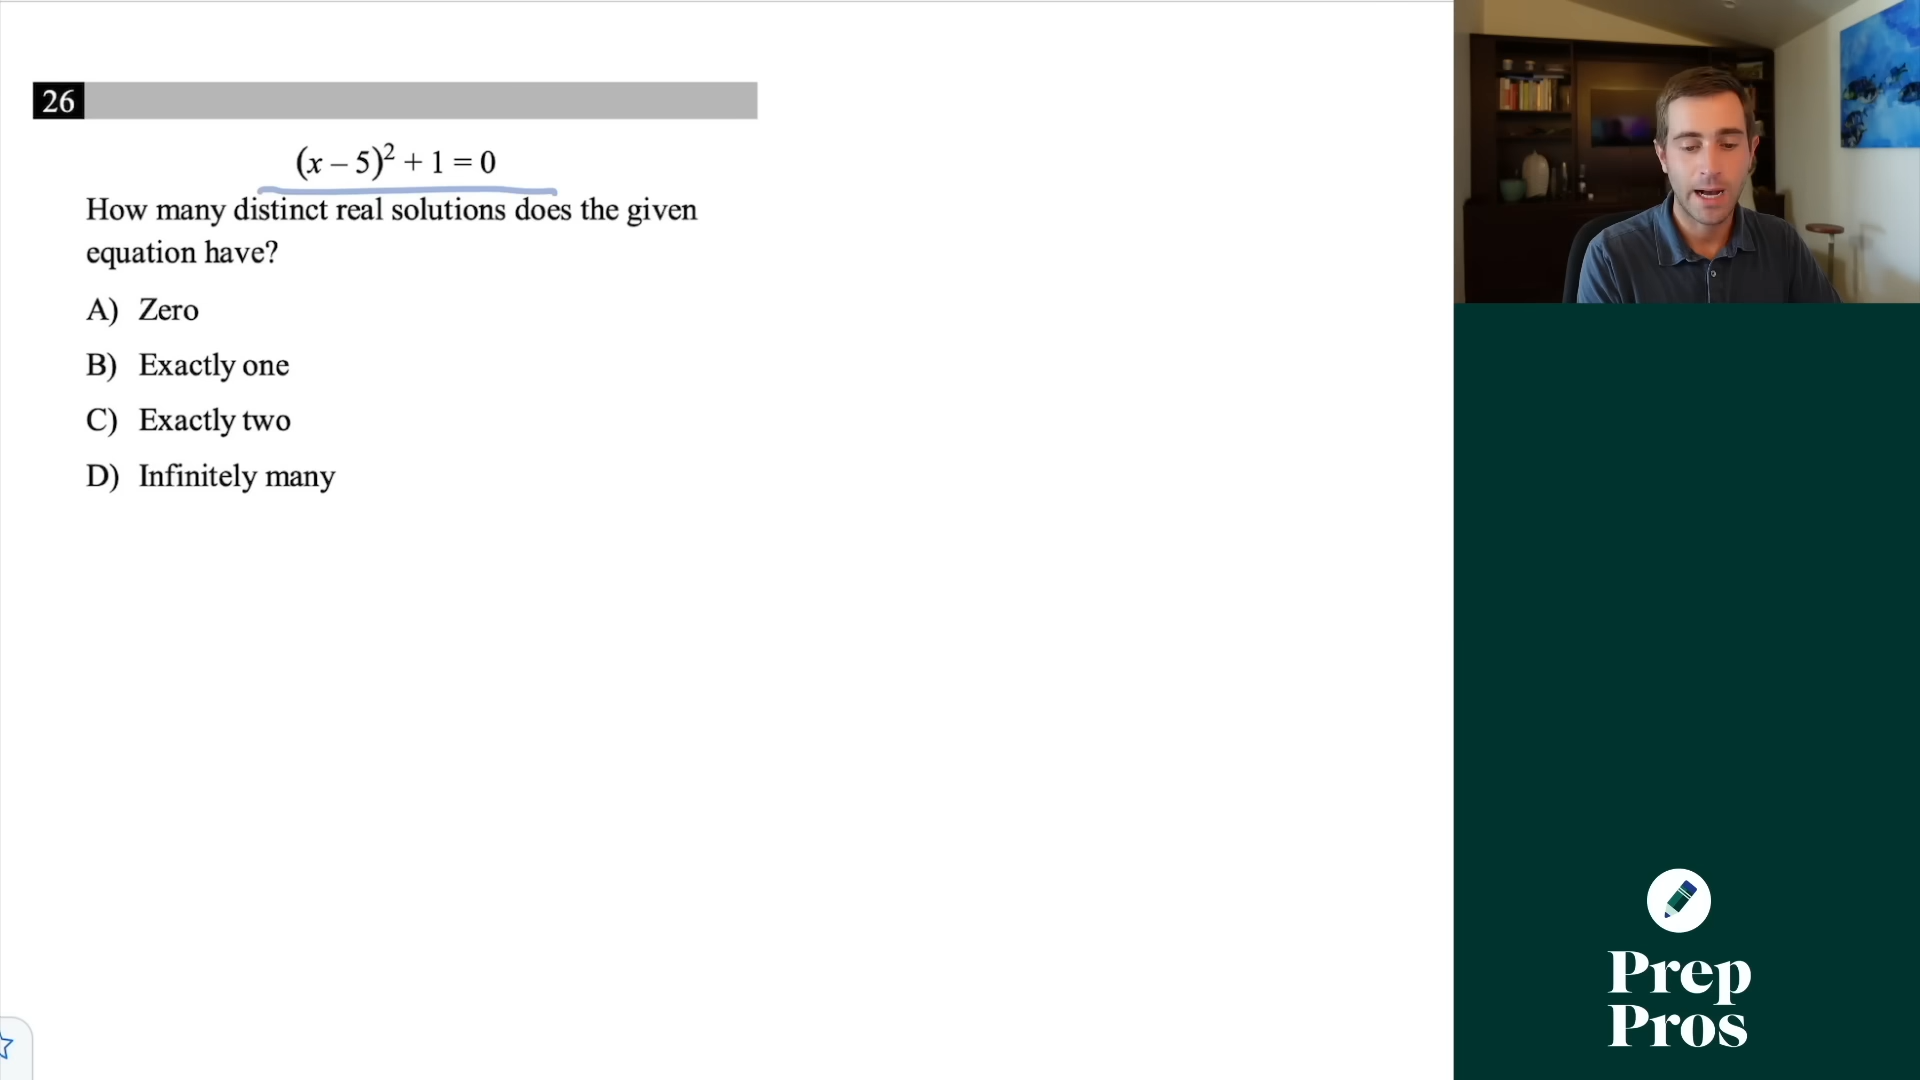 26
(x – 5)² + 1 = 0
How many distinct real solutions does the given
equation have?
A) Zero
B) Exactly one
C) Exactly two
D) Infinitely many
Prep
Pros